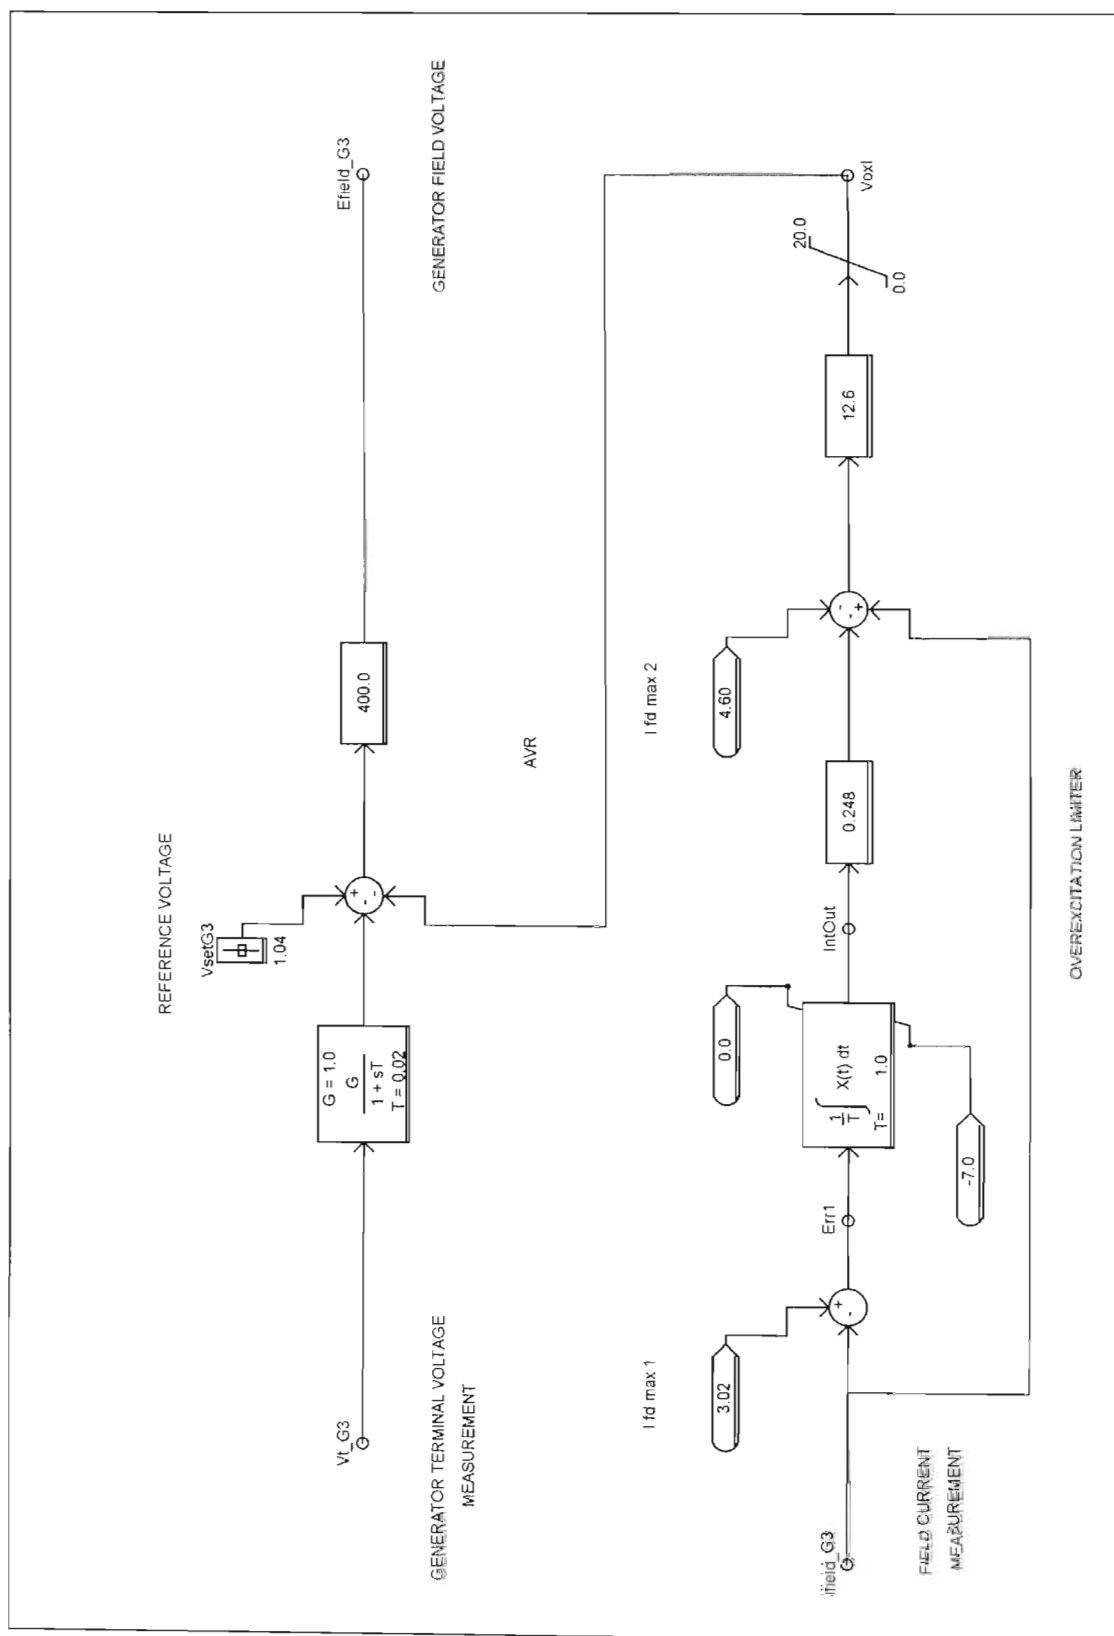 REFERENCE VOLTAGE
VsetG3
1.04
Vt_G3
GENERATOR TERMINAL VOLTAGE
MEASUREMENT
G = 1.0
G
1 + sT
T = 0.02
+
-
-
400.0
Efield_G3
GENERATOR FIELD VOLTAGE
AVR
I fd max 1
3.02
Ifield_G3
FIELD CURRENT
MEASUREMENT
+
-
Err1
0.0
1
T
X(t) dt
T= 1.0
-7.0
IntOut
0.248
I fd max 2
4.60
-
-
+
12.6
20.0
0.0
Voxl
OVEREXCITATION LIMITER